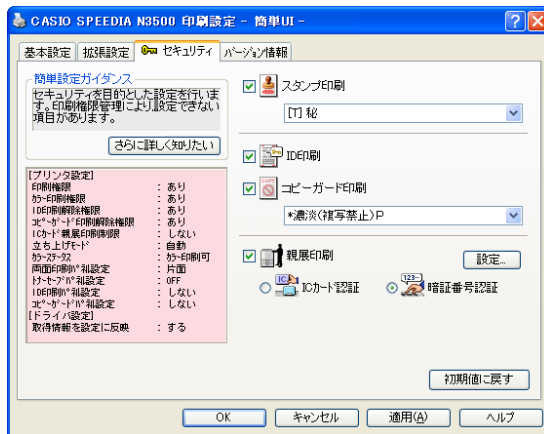 CASIO SPEEDIA N3500 印刷設定 - 簡単UI -
基本設定 拡張設定 セキュリティ バージョン情報
簡単設定ガイダンス
セキュリティを目的とした設定を行いま
す。印刷権限管理により設定できない
項目があります。
さらに詳しく知りたい
[プリンタ設定]
印刷権限 : あり
カラー印刷権限 : あり
ID印刷解除権限 : あり
コピーガード印刷解除権限 : あり
ICカード親展印刷制限 : しない
立ち上げモード : 自動
カラーステータス : カラー印刷可
両面印刷パネル設定 : 片面
トナーセーブパネル設定 : OFF
ID印刷パネル設定 : しない
コピーガードパネル設定 : しない
[ドライバ設定]
取得情報を設定に反映 : する
スタンプ印刷
[T] 秘
ID印刷
コピーガード印刷
*濃淡(複写禁止)P
親展印刷
設定...
ICカード認証 暗証番号認証
初期値に戻す
OK キャンセル 適用(A) ヘルプ